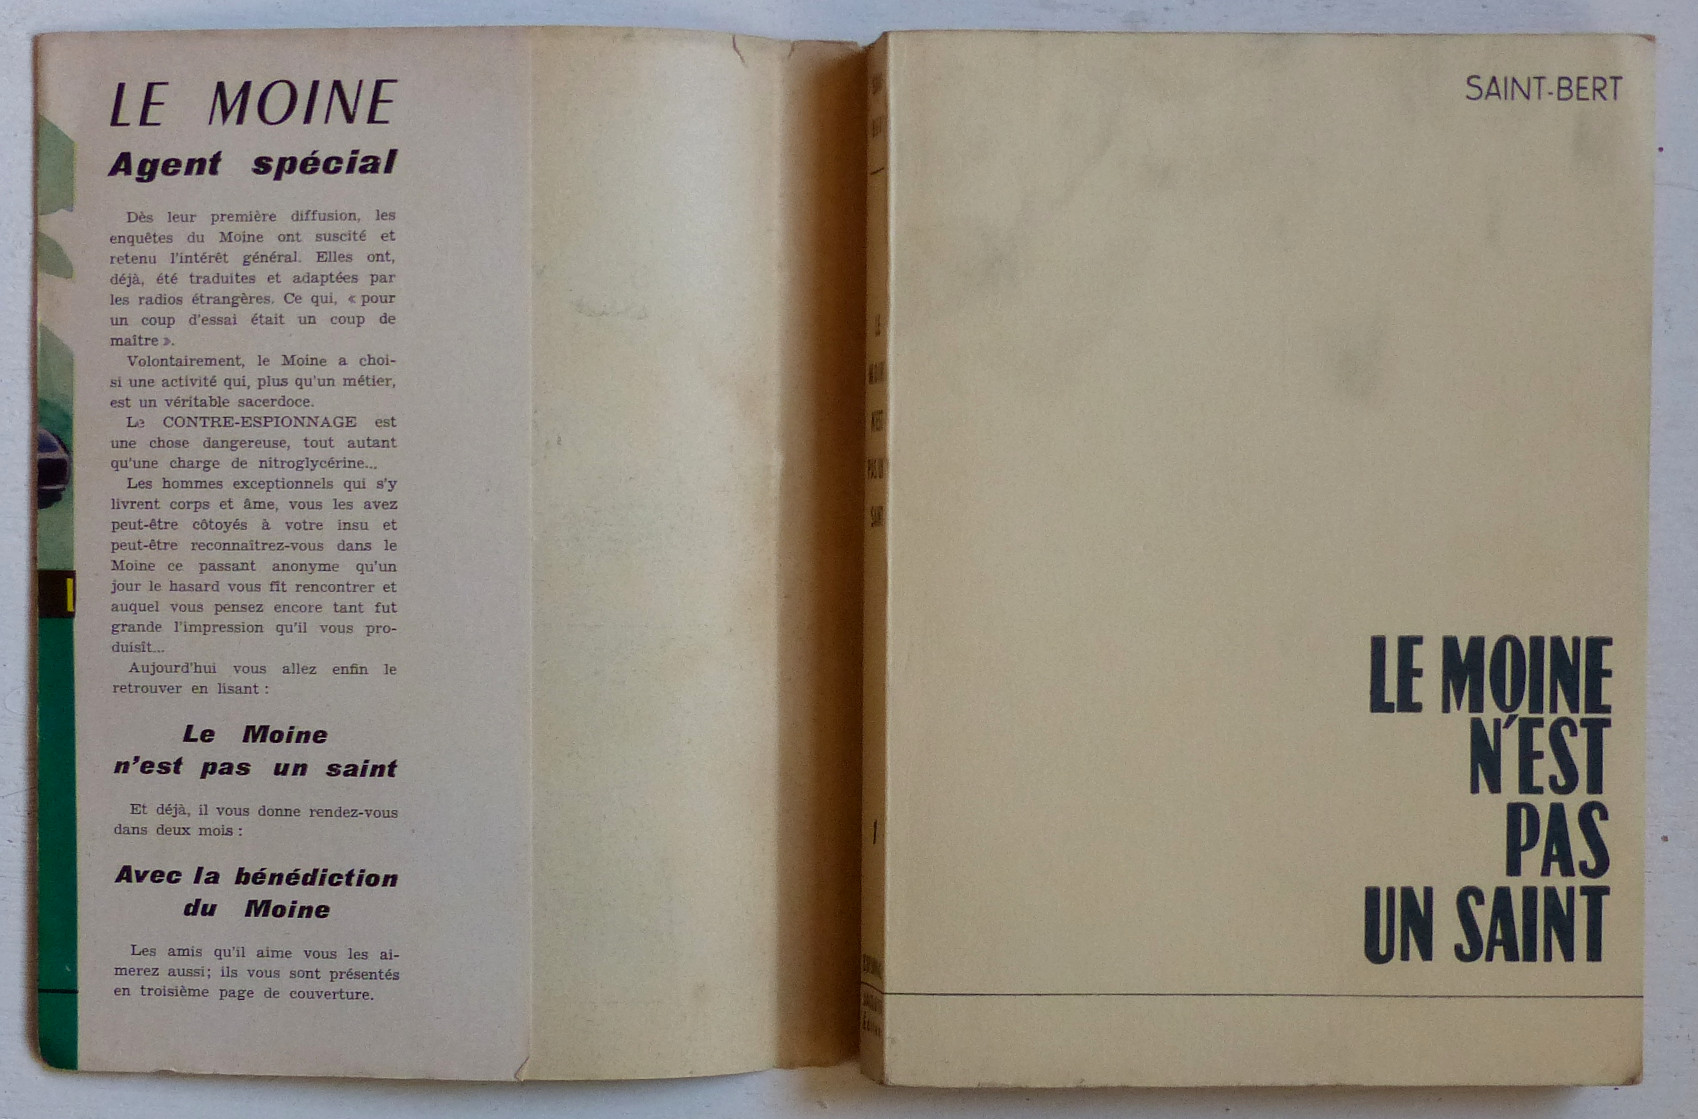 LE MOINE
Agent spécial
Dès leur première diffusion, les
enquêtes du Moine ont suscité et
retenu l'intérêt général. Elles ont,
déjà, été traduites et adaptées par
les radios étrangères. Ce qui, « pour
un coup d'essai était un coup de
maître ».
Volontairement, le Moine a choi-
si une activité qui, plus qu'un métier,
est un véritable sacerdoce.
Le CONTRE-ESPIONNAGE est
une chose dangereuse, tout autant
qu'une charge de nitroglycérine...
Les hommes exceptionnels qui s'y
livrent corps et âme, vous les avez
peut-être côtoyés à votre insu et
peut-être reconnaîtrez-vous dans le
Moine ce passant anonyme qu'un
jour le hasard vous fît rencontrer et
auquel vous pensez encore tant fut
grande l'impression qu'il vous pro-
duisît...
Aujourd'hui vous allez enfin le
retrouver en lisant :
Le Moine
n'est pas un saint
Et déjà, il vous donne rendez-vous
dans deux mois :
Avec la bénédiction
du Moine
Les amis qu'il aime vous les ai-
merez aussi; ils vous sont présentés
en troisième page de couverture.
LE
MOINE
N'EST
PAS UN
SAINT
1
SAINT-BERT
LE MOINE
N'EST
PAS
UN SAINT